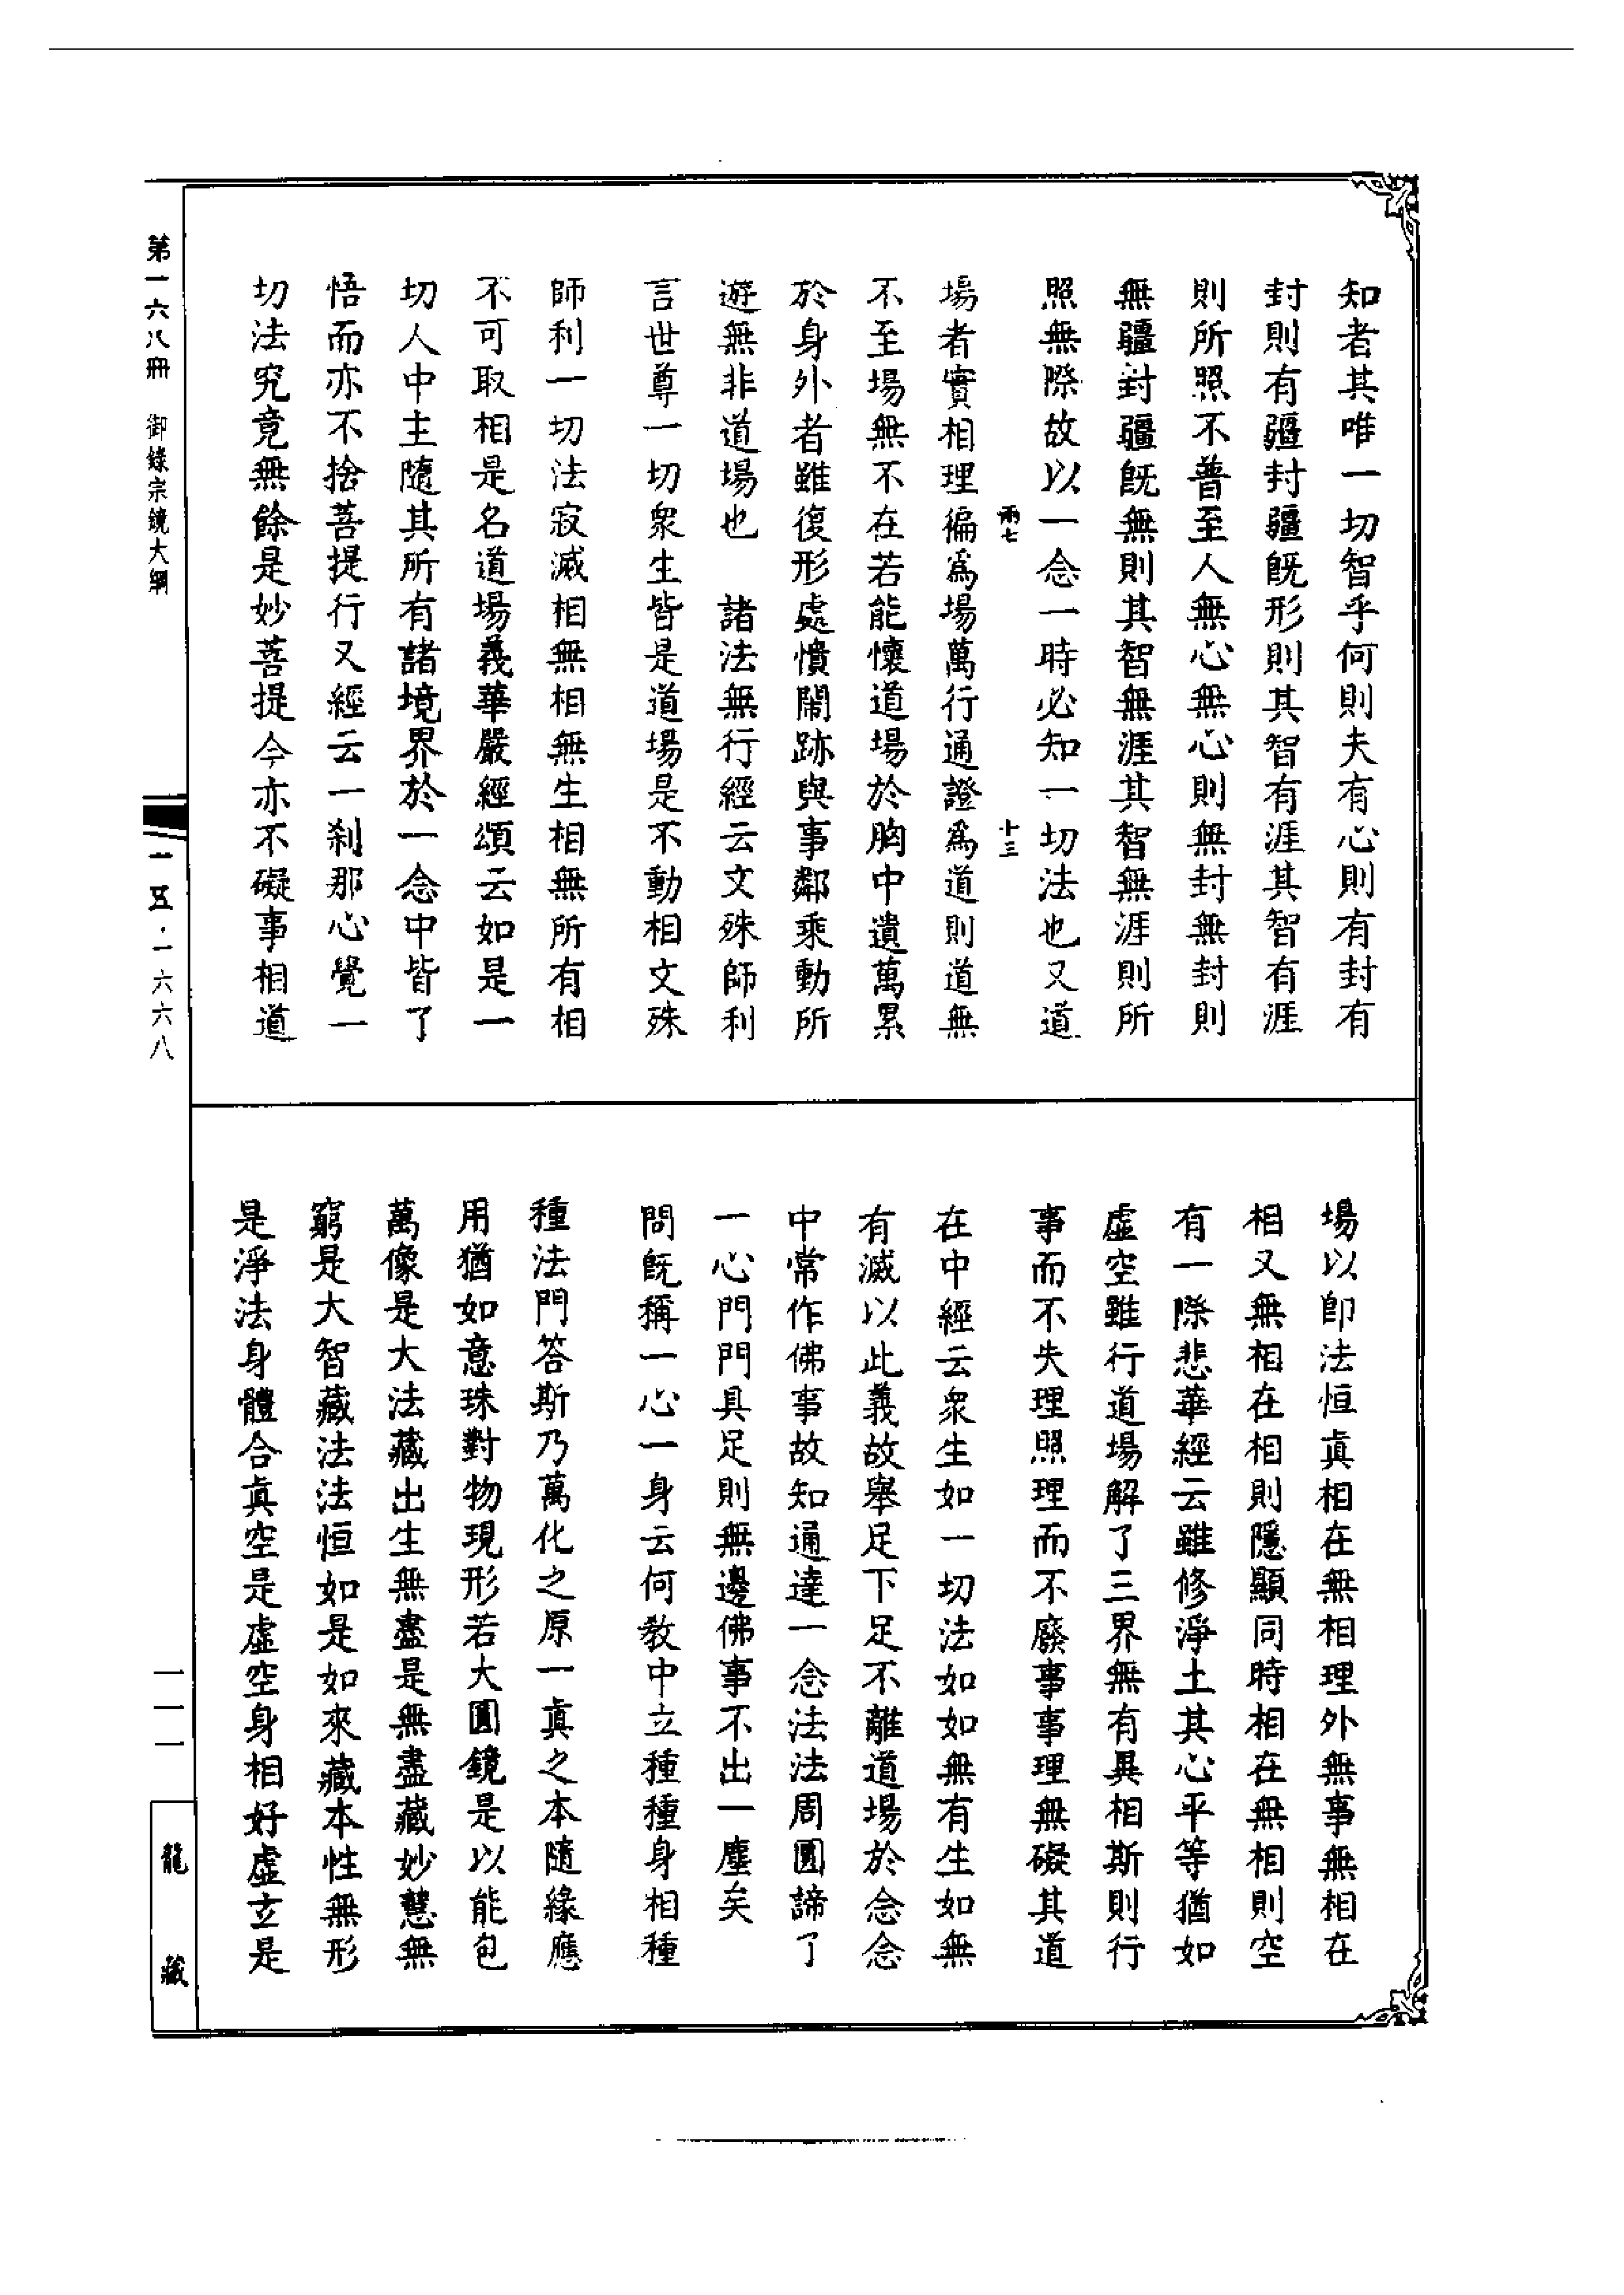 知者其唯一切智乎何則夫有心則有封有
封則有疆封疆旣形則其智有涯其智有涯
則所照不普至人無心無心則無封無封則
無疆封疆旣無則其智無涯其智無涯則所
照無際故以一念一時必知一切法也又道
雨七 十三
場者實相理徧爲場萬行通證爲道則道無
不至場無不在若能懷道場於胸中遺萬累
於身外者雖復形處憒閙跡與事鄰乘動所
遊無非道場也 諸法無行經云文殊師利
言世尊一切衆生皆是道場是不動相文殊
師利一切法寂滅相無相無生相無所有相
不可取相是名道場義華嚴經頌云如是一
切人中主隨其所有諸境界於一念中皆了
悟而亦不捨菩提行又經云一刹那心覺一
切法究竟無餘是妙菩提今亦不礙事相道
場以卽法恒眞相在無相理外無事無相在
相又無相在相則隱顯同時相在無相則空
有一際悲華經云雖修淨土其心平等猶如
虛空雖行道場解了三界無有異相斯則行
事而不失理照理而不廢事事理無礙其道
在中經云衆生如一切法如如無有生如無
有滅以此義故舉足下足不離道場於念念
中常作佛事故知通達一念法法周圓諦了
一心門門具足則無邊佛事不出一塵矣
問旣稱一心一身云何教中立種種身相種
種法門答斯乃萬化之原一眞之本隨緣應
用猶如意珠對物現形若大圓鏡是以能包
萬像是大法藏出生無盡是無盡藏妙慧無
窮是大智藏法法恒如是如來藏本性無形
是淨法身體合眞空是虛空身相好虛玄是
第一六八冊 御錄宗鏡大綱
一五·一六六八
一一一
龍藏